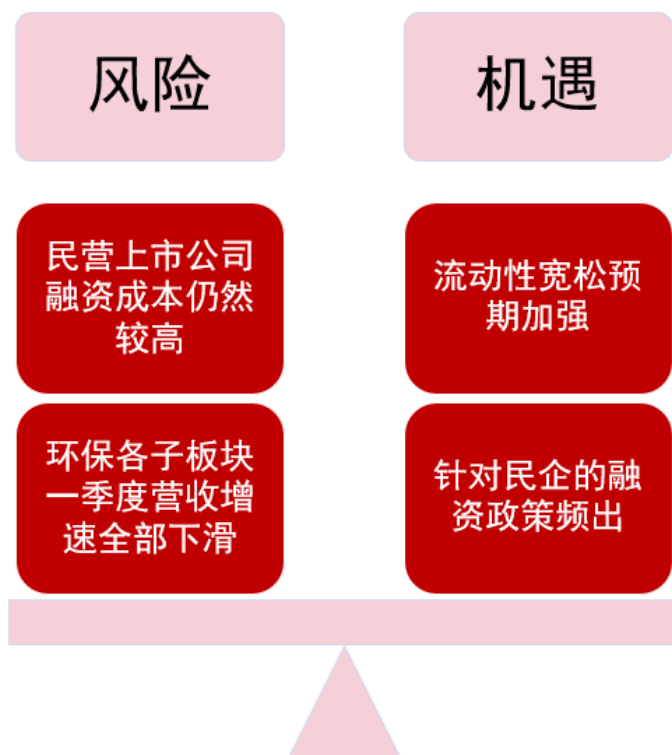 风险
机遇
民营上市公司
融资成本仍然
较高
流动性宽松预
期加强
环保各子板块
一季度营收增
速全部下滑
针对民企的融
资政策频出